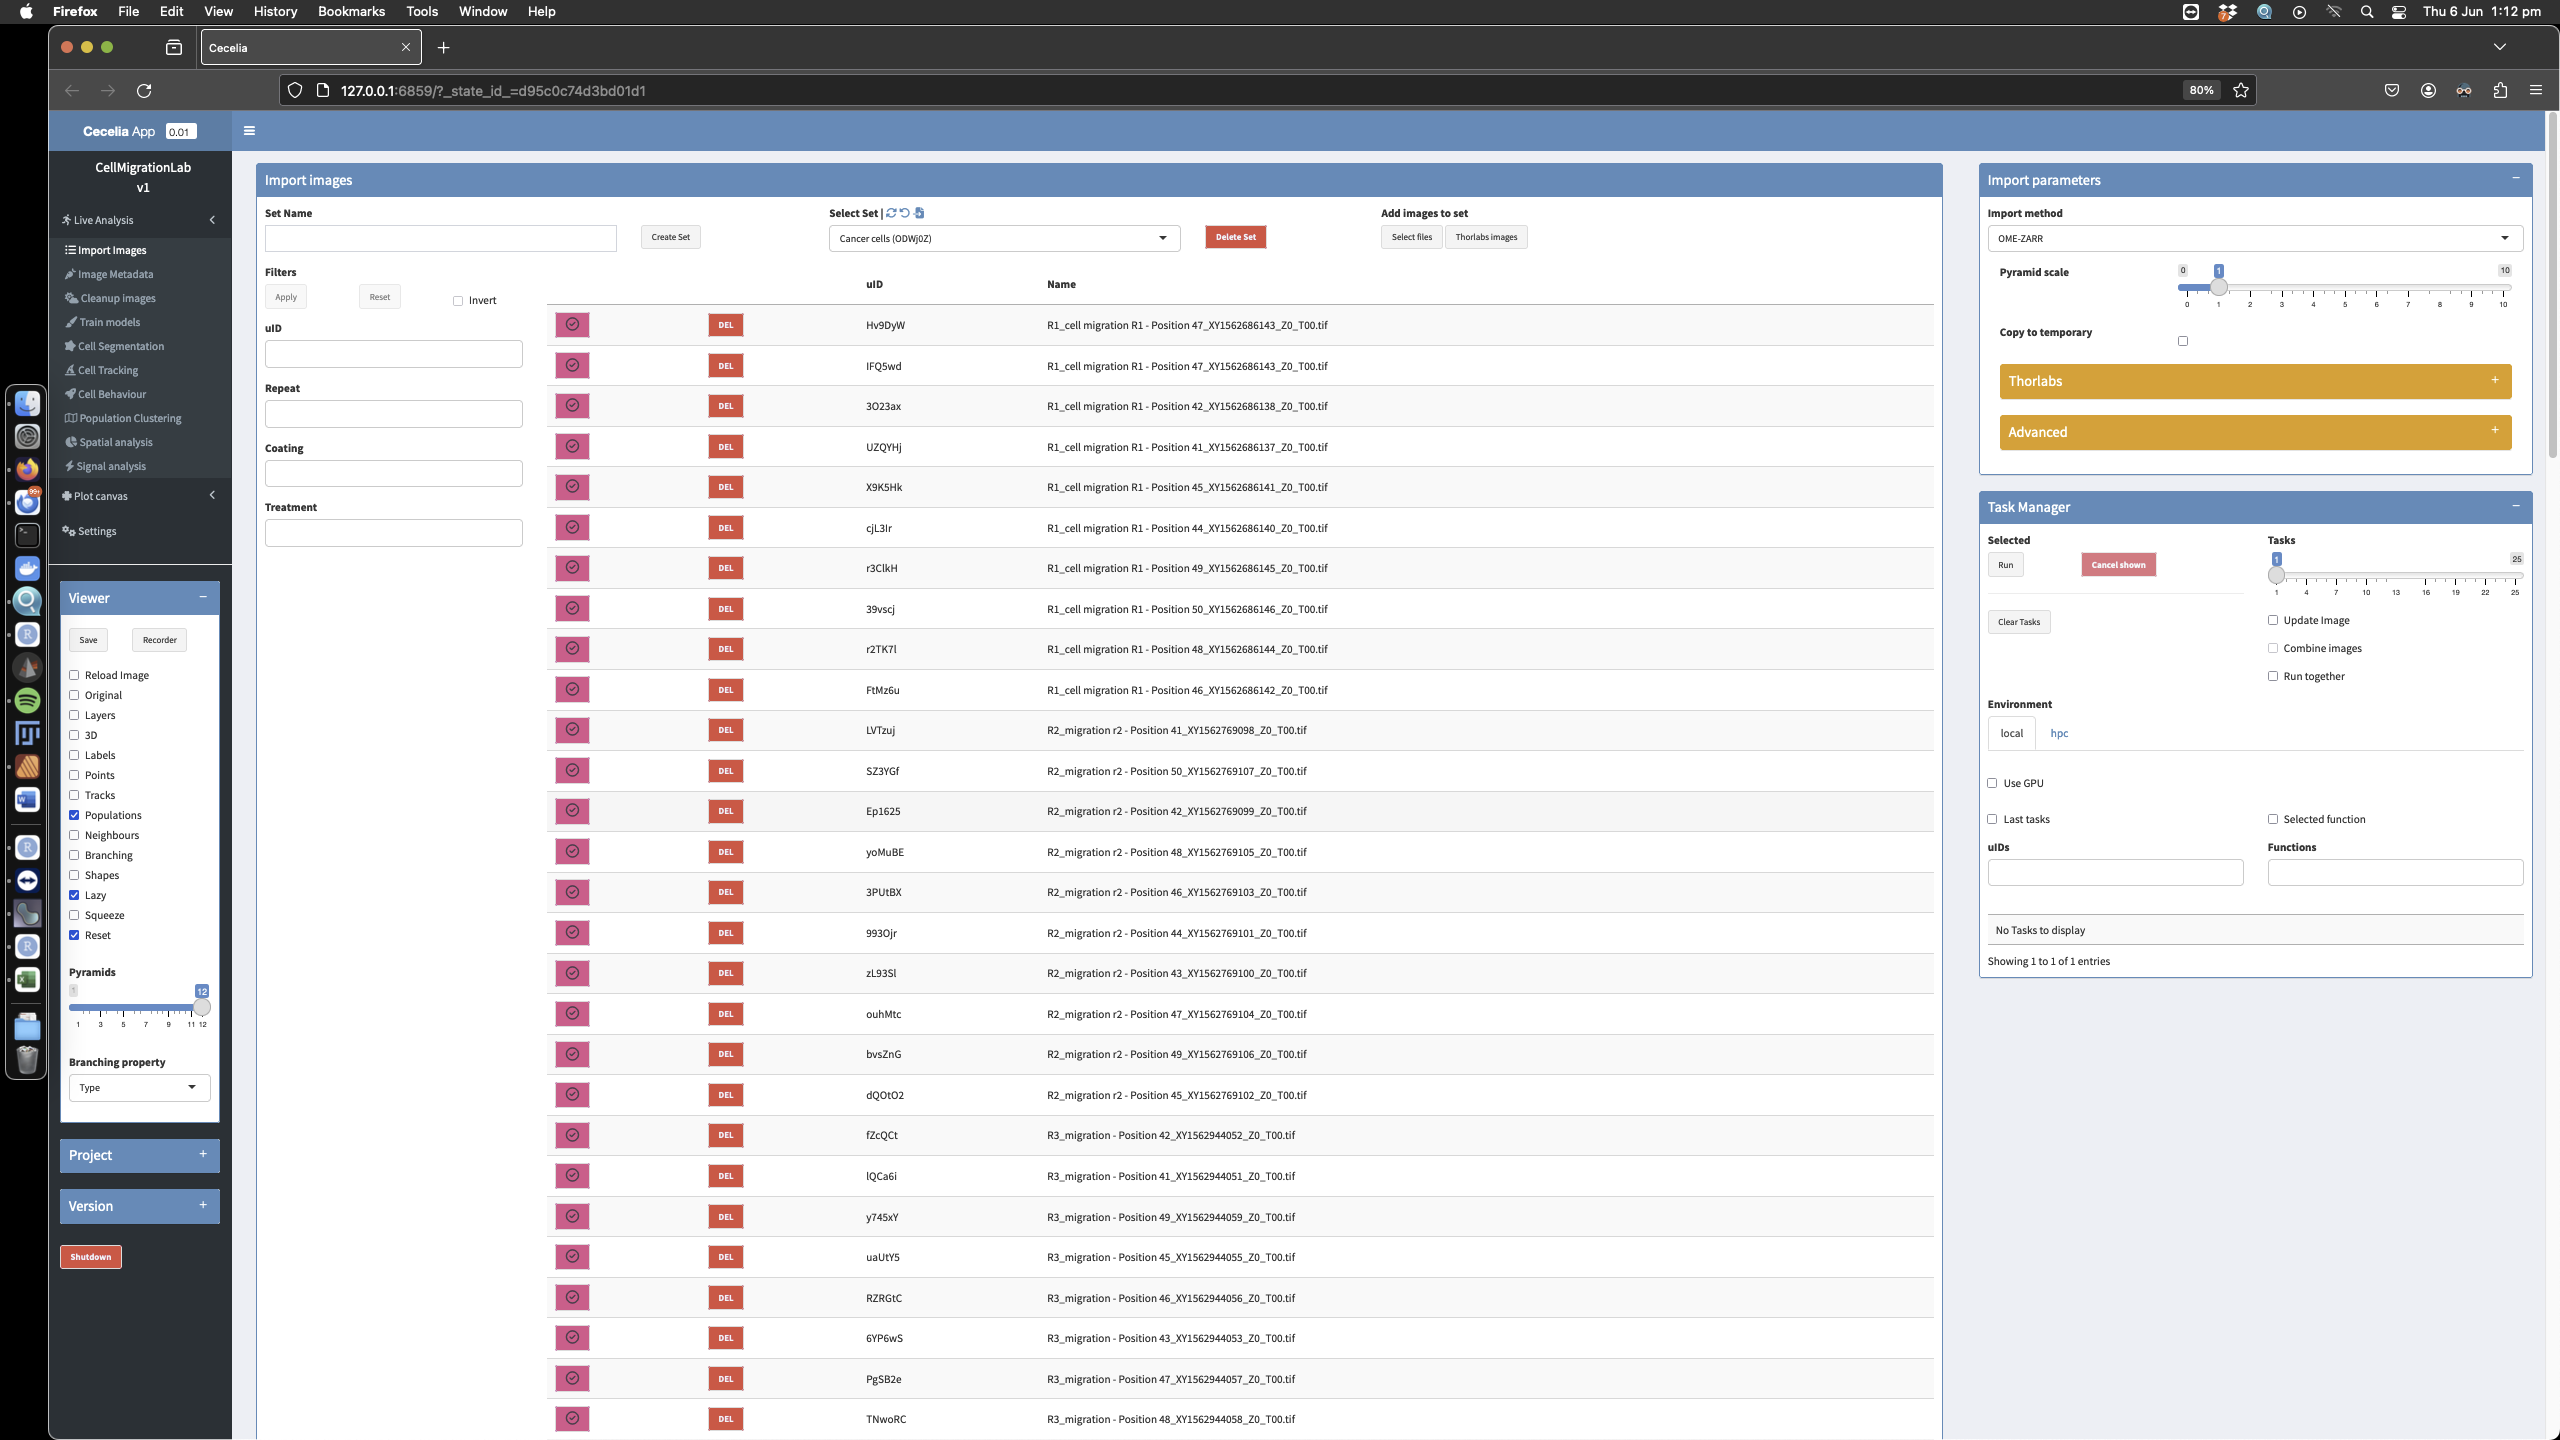 Firefox File Edit View History Bookmarks Tools Window Help
Thu 6 Jun 1:12 pm
Cecelia
127.0.0.1:6859/?_state_id_=d95c0c74d3bd01d1
80%
Cecelia App 0.01
CellMigrationLab
v1
Live Analysis
Import Images
Image Metadata
Cleanup images
Train models
Cell Segmentation
Cell Tracking
Cell Behaviour
Population Clustering
Spatial analysis
Signal analysis
Plot canvas
Settings
Viewer
Save Recorder
Reload Image
Original
Layers
3D
Labels
Points
Tracks
Populations
Neighbours
Branching
Shapes
Lazy
Squeeze
Reset
Pyramids
1 12
1 3 5 7 9 11 12
Branching property
Type
Project
Version
Shutdown
Import images
Set Name
Create Set
Select Set |
Cancer cells (ODWj0Z)
Delete Set
Add images to set
Select files Thorlabs images
Filters
Apply Reset Invert
uID
Repeat
Coating
Treatment
uID Name
DEL Hv9DyW R1_cell migration R1 - Position 47_XY1562686143_Z0_T00.tif
DEL IFQ5wd R1_cell migration R1 - Position 47_XY1562686143_Z0_T00.tif
DEL 3O23ax R1_cell migration R1 - Position 42_XY1562686138_Z0_T00.tif
DEL UZQYHj R1_cell migration R1 - Position 41_XY1562686137_Z0_T00.tif
DEL X9K5Hk R1_cell migration R1 - Position 45_XY1562686141_Z0_T00.tif
DEL cjL3Ir R1_cell migration R1 - Position 44_XY1562686140_Z0_T00.tif
DEL r3ClkH R1_cell migration R1 - Position 49_XY1562686145_Z0_T00.tif
DEL 39vscj R1_cell migration R1 - Position 50_XY1562686146_Z0_T00.tif
DEL r2TK7l R1_cell migration R1 - Position 48_XY1562686144_Z0_T00.tif
DEL FtMz6u R1_cell migration R1 - Position 46_XY1562686142_Z0_T00.tif
DEL LVTzuj R2_migration r2 - Position 41_XY1562769098_Z0_T00.tif
DEL SZ3YGf R2_migration r2 - Position 50_XY1562769107_Z0_T00.tif
DEL Ep1625 R2_migration r2 - Position 42_XY1562769099_Z0_T00.tif
DEL yoMuBE R2_migration r2 - Position 48_XY1562769105_Z0_T00.tif
DEL 3PUtBX R2_migration r2 - Position 46_XY1562769103_Z0_T00.tif
DEL 993Ojr R2_migration r2 - Position 44_XY1562769101_Z0_T00.tif
DEL zL93Sl R2_migration r2 - Position 43_XY1562769100_Z0_T00.tif
DEL ouhMtc R2_migration r2 - Position 47_XY1562769104_Z0_T00.tif
DEL bvsZnG R2_migration r2 - Position 49_XY1562769106_Z0_T00.tif
DEL dQOtO2 R2_migration r2 - Position 45_XY1562769102_Z0_T00.tif
DEL fZcQCt R3_migration - Position 42_XY1562944052_Z0_T00.tif
DEL lQCa6i R3_migration - Position 41_XY1562944051_Z0_T00.tif
DEL y745xY R3_migration - Position 49_XY1562944059_Z0_T00.tif
DEL uaUtY5 R3_migration - Position 45_XY1562944055_Z0_T00.tif
DEL RZRGtC R3_migration - Position 46_XY1562944056_Z0_T00.tif
DEL 6YP6wS R3_migration - Position 43_XY1562944053_Z0_T00.tif
DEL PgSB2e R3_migration - Position 47_XY1562944057_Z0_T00.tif
DEL TNwoRC R3_migration - Position 48_XY1562944058_Z0_T00.tif
Import parameters
Import method
OME-ZARR
Pyramid scale
0 1 10
0 1 2 3 4 5 6 7 8 9 10
Copy to temporary
Thorlabs
Advanced
Task Manager
Selected Tasks
Run Cancel shown
1 25
1 4 7 10 13 16 19 22 25
Clear Tasks
Update Image
Combine images
Run together
Environment
local hpc
Use GPU
Last tasks Selected function
uIDs Functions
No Tasks to display
Showing 1 to 1 of 1 entries